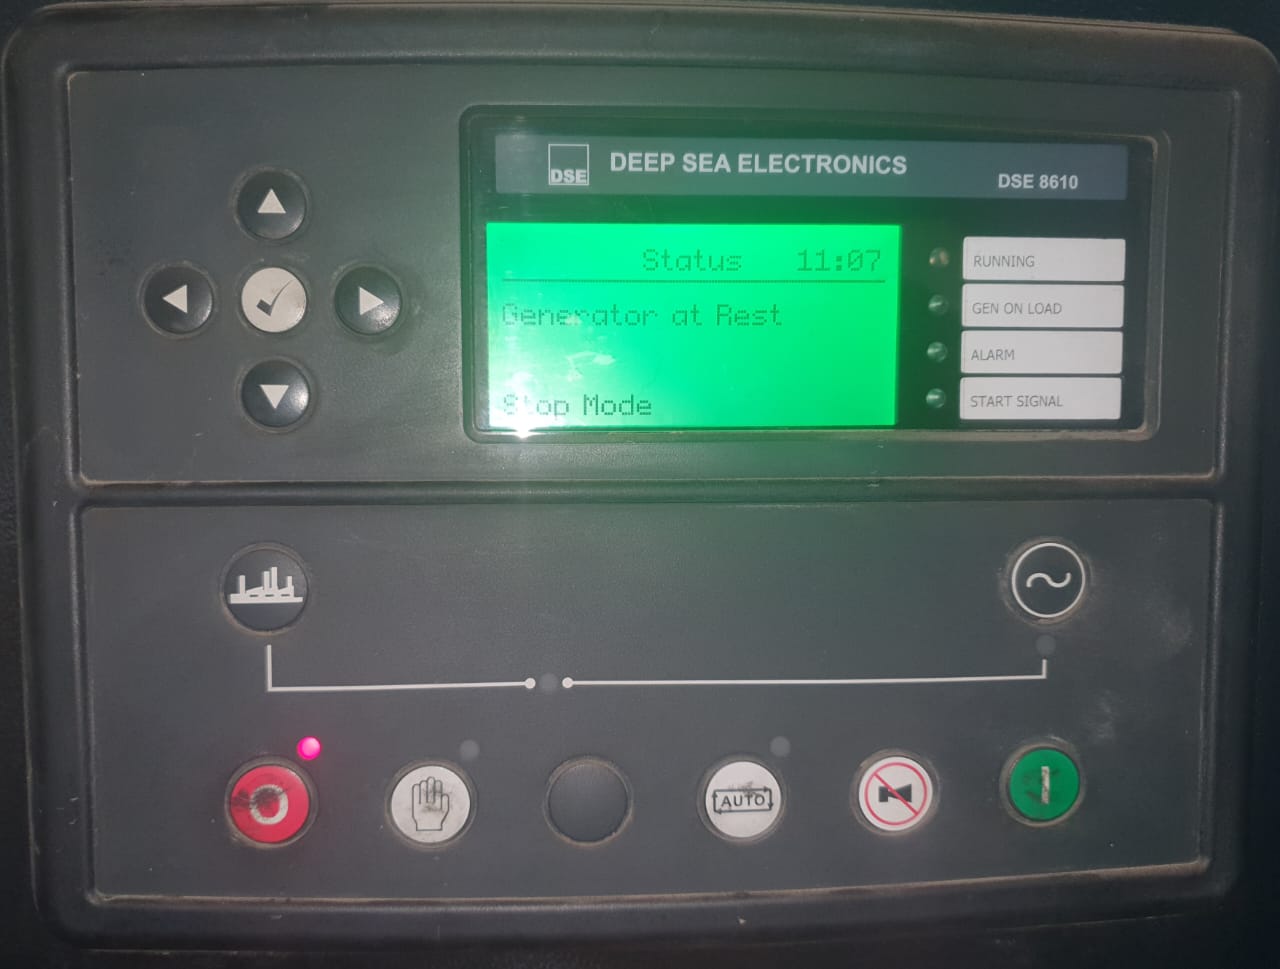 DSE DEEP SEA ELECTRONICS
DSE 8610
Status 11:07
Generator at Rest
Stop Mode
RUNNING
GEN ON LOAD
ALARM
START SIGNAL
O
AUTO
I